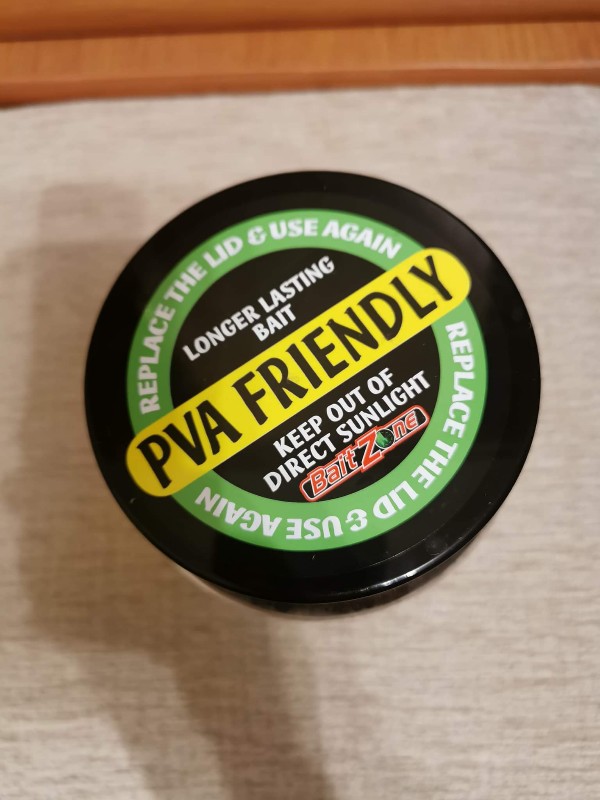 REPLACE THE LID & USE AGAIN
LONGER LASTING
BAIT
PVA FRIENDLY
KEEP OUT OF
DIRECT SUNLIGHT
BaitZone
REPLACE THE LID & USE AGAIN